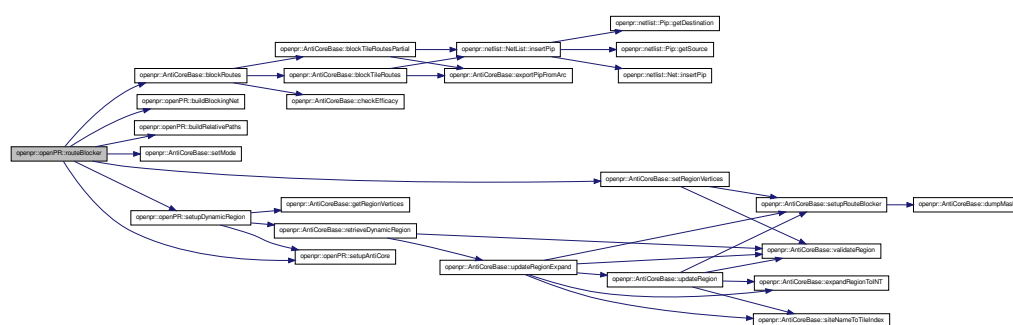 openpr::netlist::Pip::getDestination
openpr::AntiCoreBase::blockTileRoutesPartial
openpr::netlist::NetList::insertPip
openpr::netlist::Pip::getSource
openpr::AntiCoreBase::blockRoutes
openpr::AntiCoreBase::blockTileRoutes
openpr::AntiCoreBase::exportPipFromArc
openpr::netlist::Net::insertPip
openpr::openPR::buildBlockingNet
openpr::AntiCoreBase::checkEfficacy
openpr::openPR::buildRelativePaths
openpr::openPR::routeBlocker
openpr::AntiCoreBase::setMode
openpr::AntiCoreBase::setRegionVertices
openpr::AntiCoreBase::getRegionVertices
openpr::AntiCoreBase::setupRouteBlocker
openpr::AntiCoreBase::dumpMas
openpr::openPR::setupDynamicRegion
openpr::AntiCoreBase::retrieveDynamicRegion
openpr::AntiCoreBase::validateRegion
openpr::openPR::setupAntiCore
openpr::AntiCoreBase::updateRegionExpand
openpr::AntiCoreBase::updateRegion
openpr::AntiCoreBase::expandRegionToINT
openpr::AntiCoreBase::siteNameToTileIndex